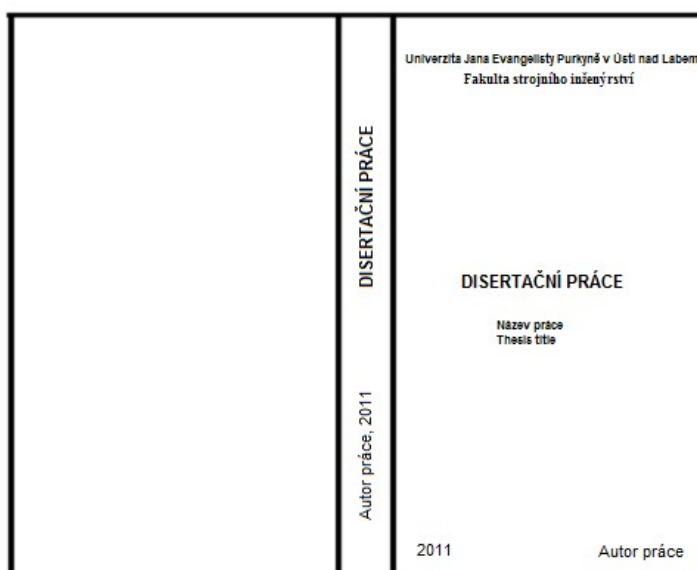 DISERTAČNÍ PRÁCE
Autor práce, 2011
Univerzita Jana Evangelisty Purkyně v Ústí nad Labem
Fakulta strojního inženýrství
DISERTAČNÍ PRÁCE
Název práce
Thesis title
2011
Autor práce